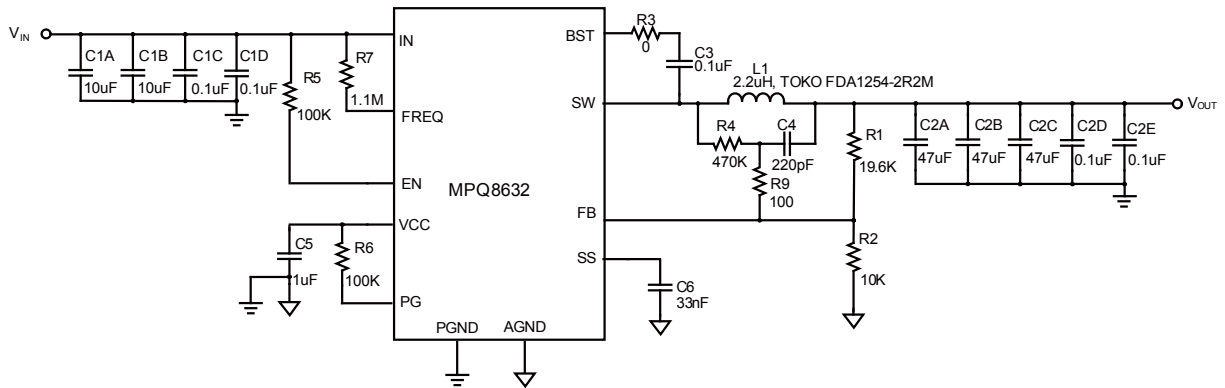 VIN
C1A
10uF
C1B
10uF
C1C
0.1uF
C1D
0.1uF
R5
100K
R7
1.1M
IN
FREQ
EN
VCC
PG
PGND
AGND
MPQ8632
BST
SW
FB
SS
C5
1uF
R6
100K
R3
0
C3
0.1uF
L1
2.2uH, TOKO FDA1254-2R2M
R4
470K
C4
220pF
R9
100
R1
19.6K
R2
10K
C6
33nF
C2A
47uF
C2B
47uF
C2C
47uF
C2D
0.1uF
C2E
0.1uF
VOUT